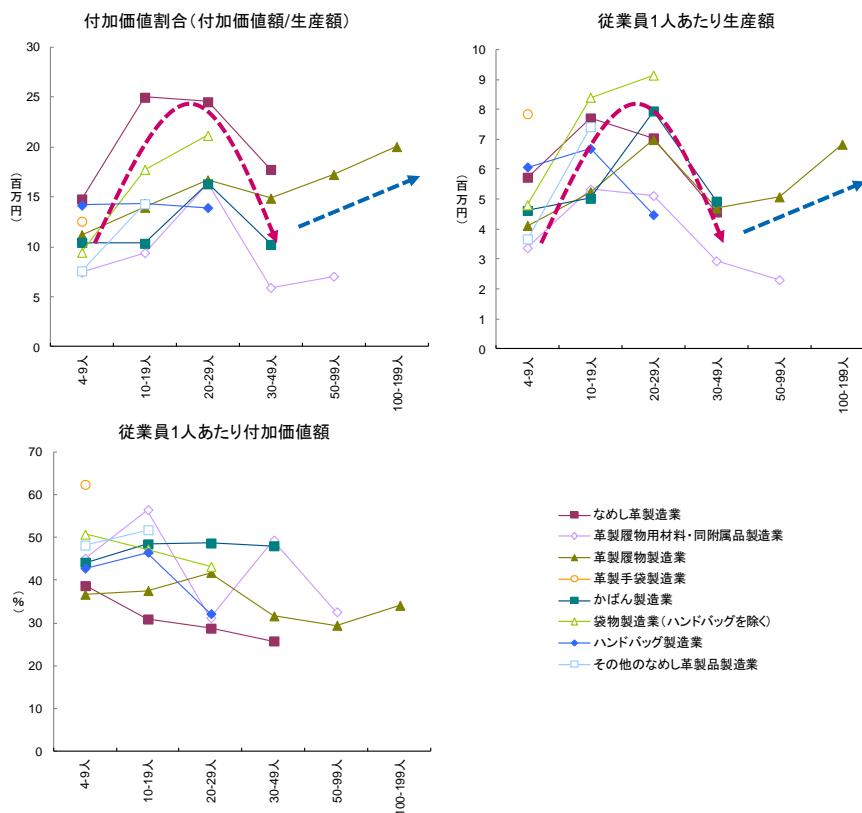 付加価値割合（付加価値額/生産額）
30
25
20
15
10
5
0
（百万円）
4-9人
10-19人
20-29人
30-49人
50-99人
100-199人
従業員1人あたり生産額
10
9
8
7
6
5
4
3
2
1
0
（百万円）
4-9人
10-19人
20-29人
30-49人
50-99人
100-199人
従業員1人あたり付加価値額
70
60
50
40
30
20
10
0
（%）
4-9人
10-19人
20-29人
30-49人
50-99人
100-199人
なめし革製造業
革製履物用材料・同附属品製造業
革製履物製造業
革製手袋製造業
かばん製造業
袋物製造業（ハンドバッグを除く）
ハンドバッグ製造業
その他のなめし革製品製造業